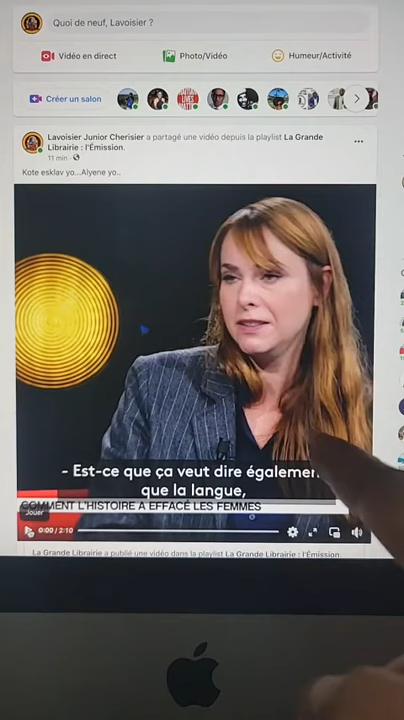 Quoi de neuf, Lavoisier ?
Vidéo en direct
Photo/Vidéo
Humeur/Activité
Créer un salon
Lavoisier Junior Cherisier a partagé une vidéo depuis la playlist La Grande
Librairie : l'Émission.
11 min
Kote esklav yo...Alyene yo..
- Est-ce que ça veut dire également
que la langue,
COMMENT L'HISTOIRE A EFFACÉ LES FEMMES
Jouer
0:00 / 2:10
La Grande Librairie a publié une vidéo dans la playlist La Grande Librairie : l'Émission.